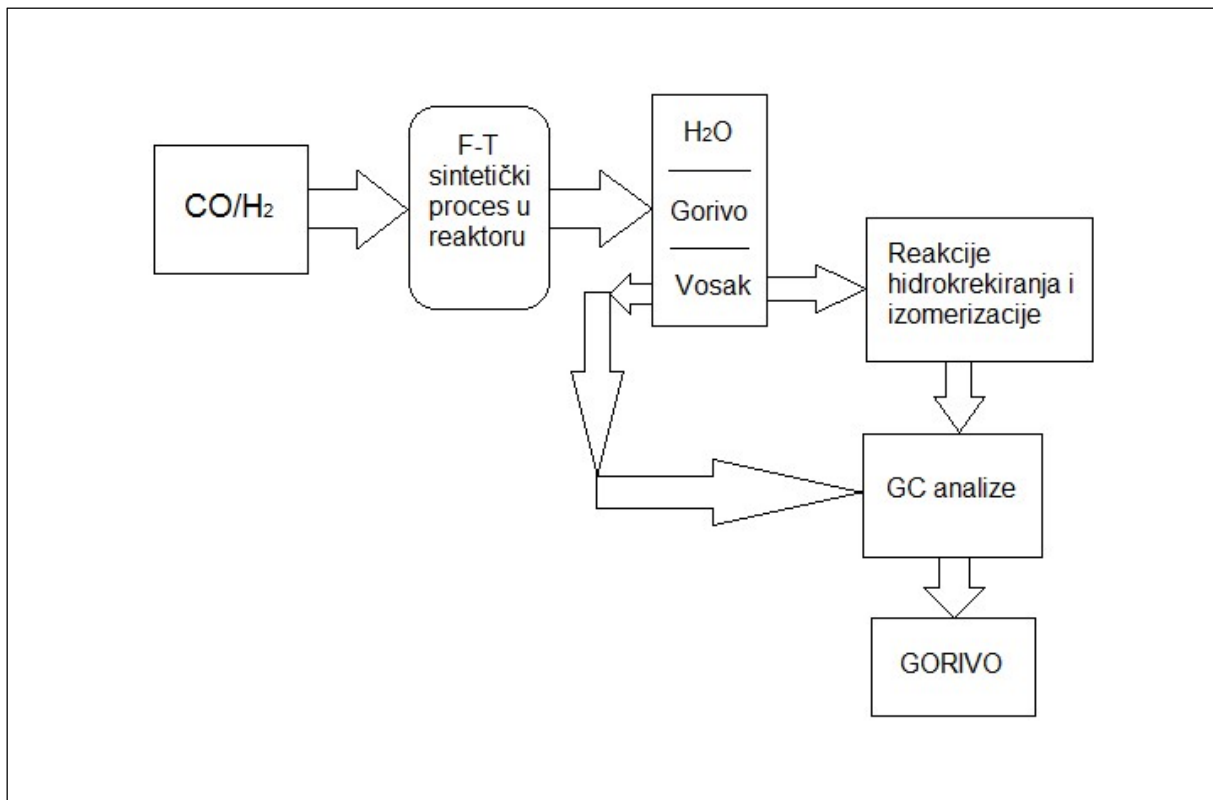 CO/H2
F-T
sintetički
proces u
reaktoru
H2O
Gorivo
Vosak
Reakcije
hidrokrekiranja i
izomerizacije
GC analize
GORIVO